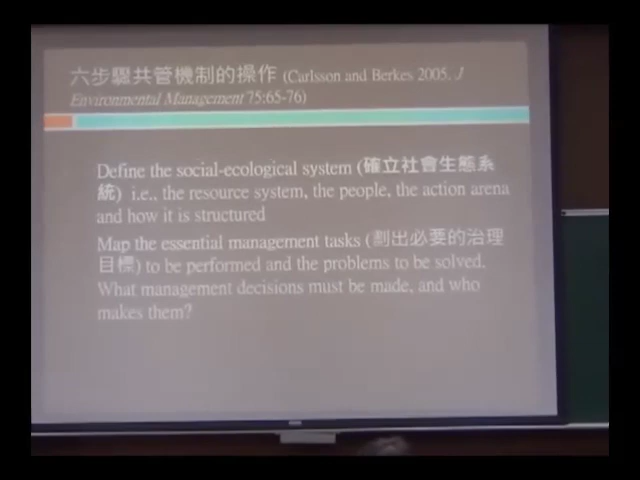 六步驟共管機制的操作 (Carlsson and Berkes 2005. J
Environmental Management 75:65-76)
Define the social-ecological system (確立社會生態系
統) i.e., the resource system, the people, the action arena
and how it is structured
Map the essential management tasks (劃出必要的治理
目標) to be performed and the problems to be solved.
What management decisions must be made, and who
makes them?